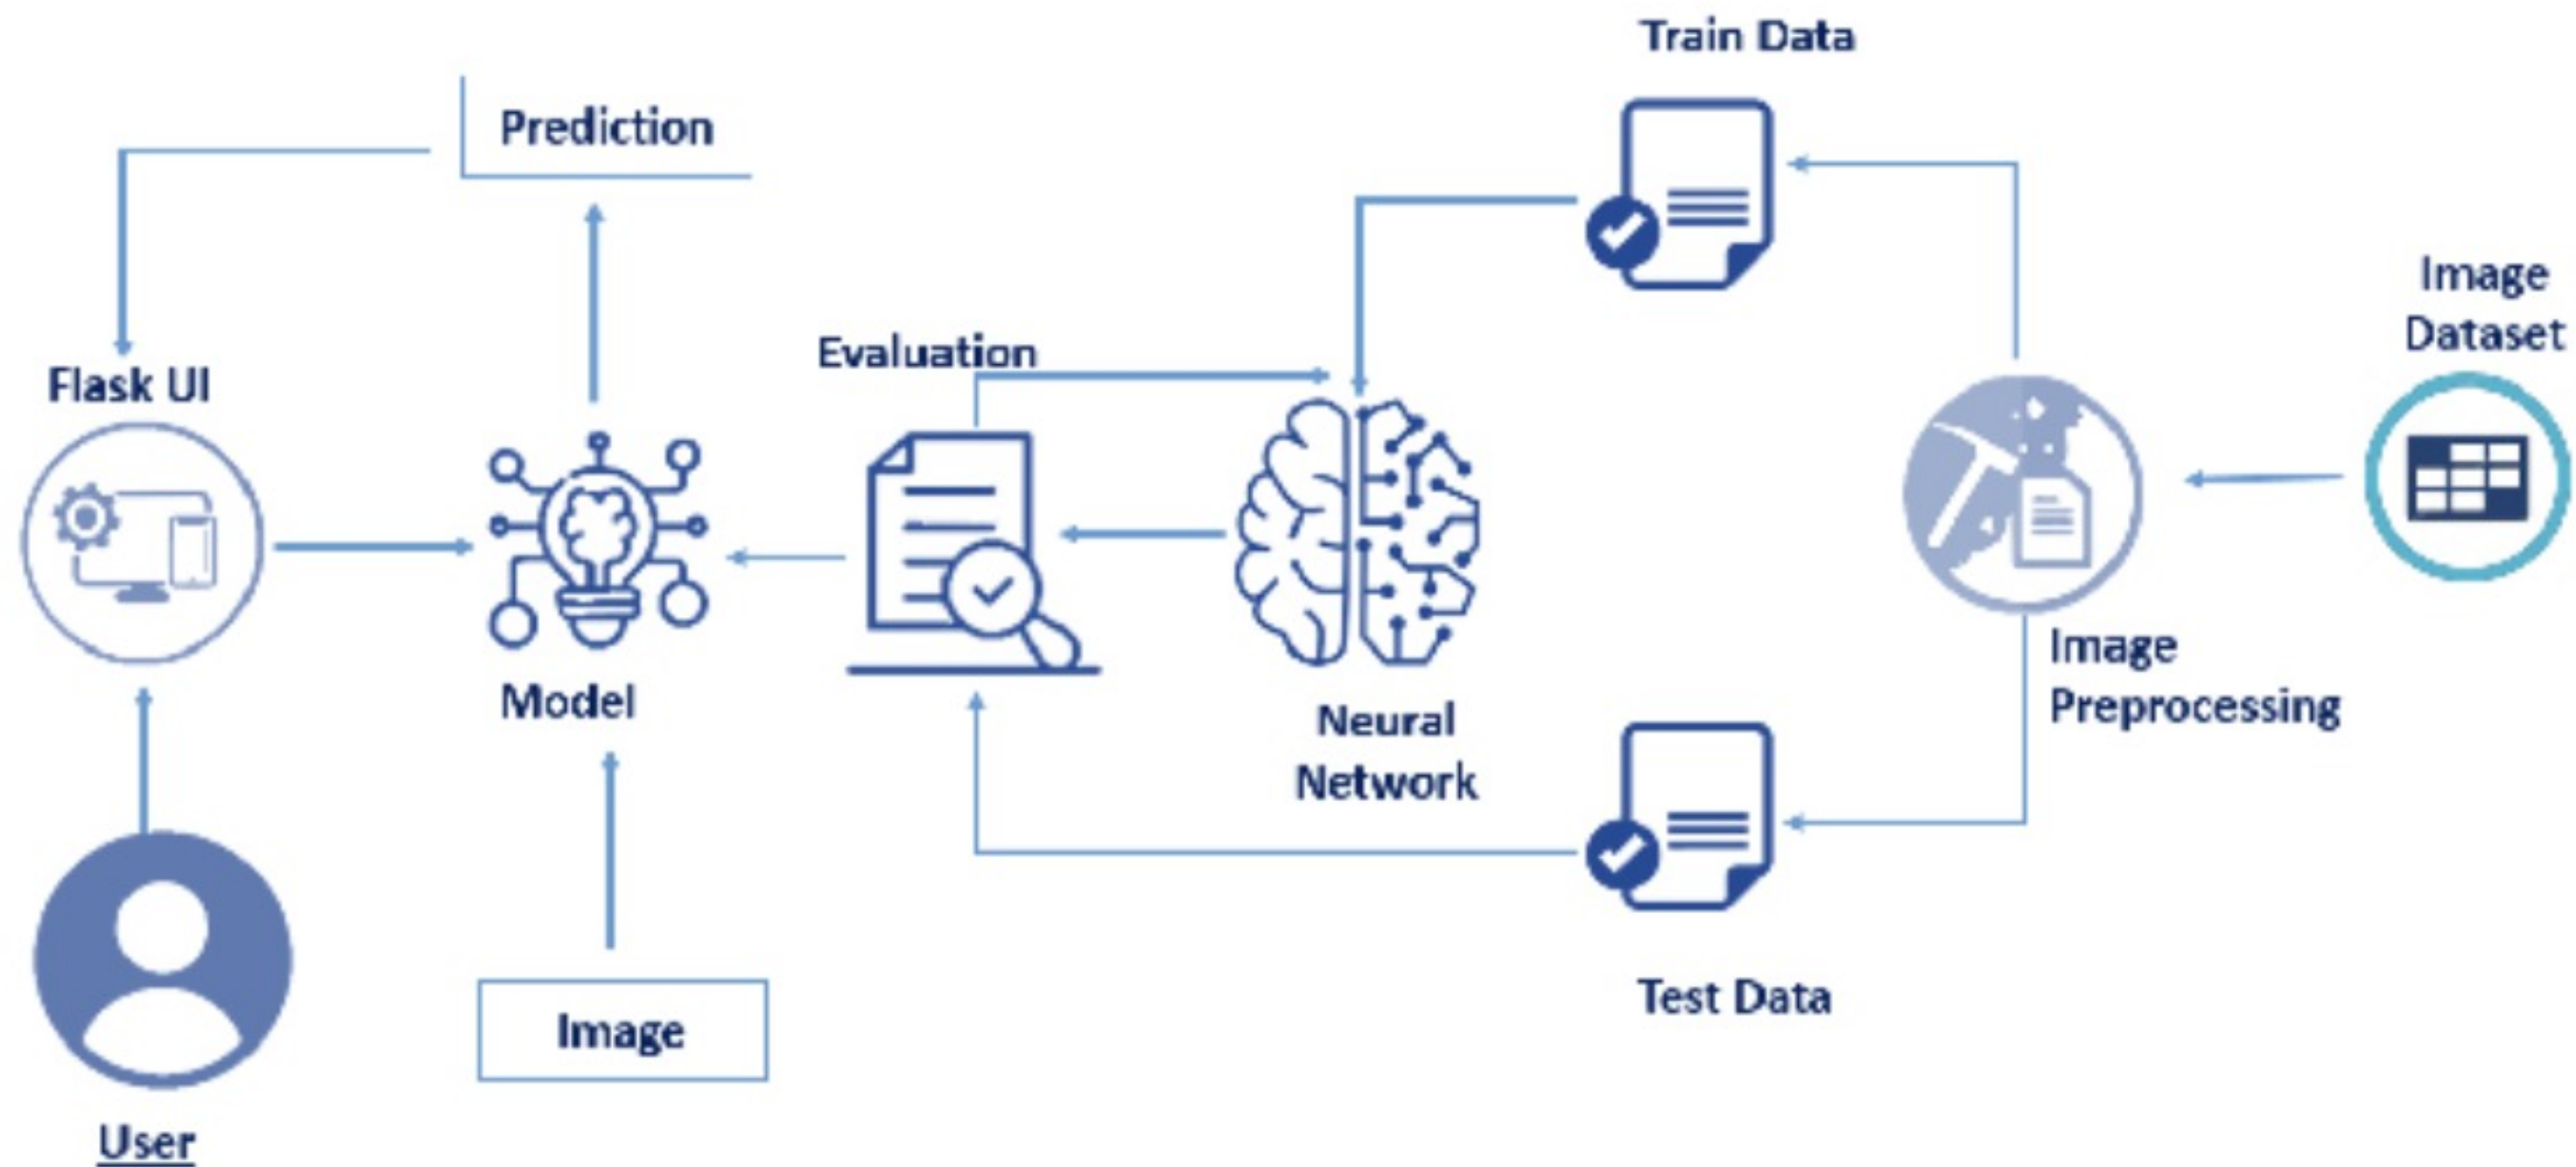 Train Data
Prediction
Image
Dataset
Evaluation
Flask UI
Image
Preprocessing
Model
Neural
Network
Test Data
Image
User